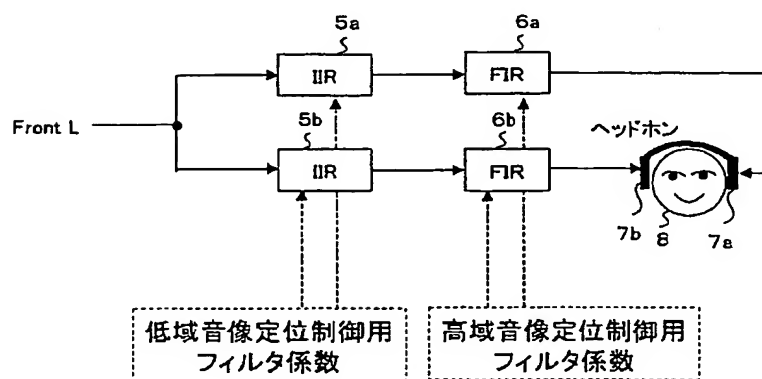 5a
6a
IIR
FIR
Front L
5b
6b
ヘッドホン
IIR
FIR
7b
8
7a
低域音像定位制御用
フィルタ係数
高域音像定位制御用
フィルタ係数